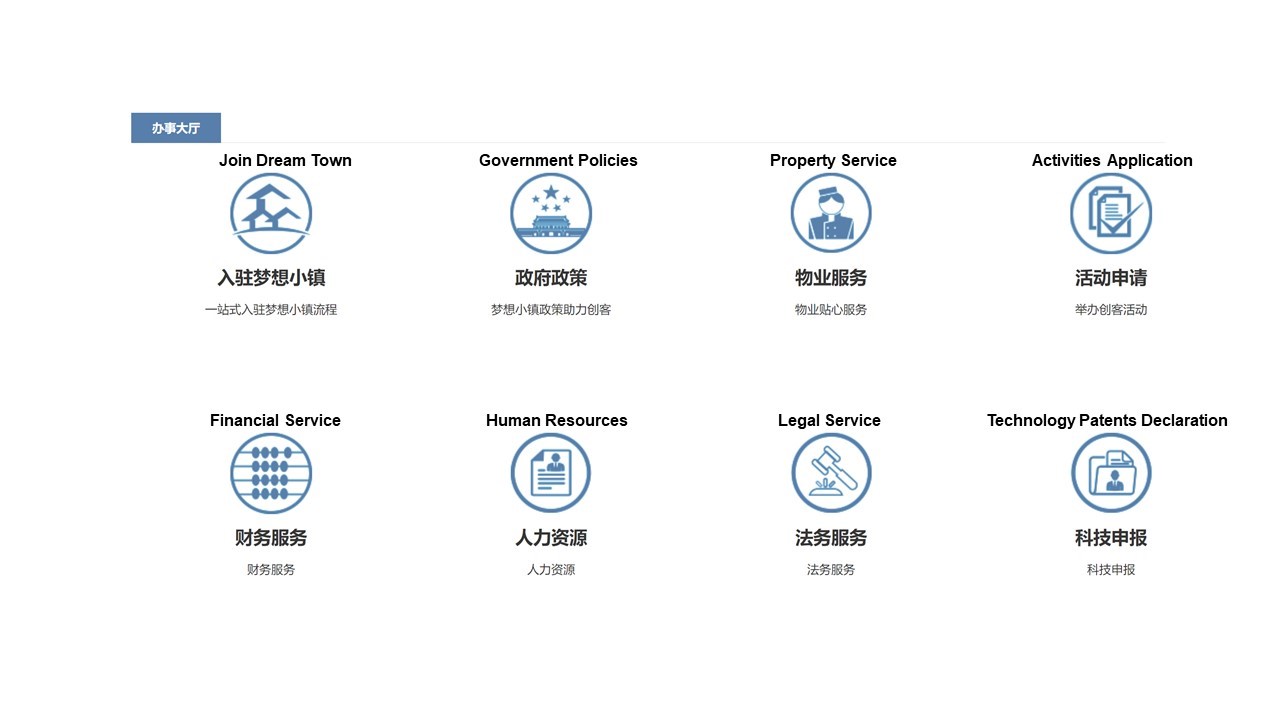 办事大厅
Join Dream Town
Government Policies
Property Service
Activities Application
入驻梦想小镇
政府政策
物业服务
活动申请
一站式入驻梦想小镇流程
梦想小镇政策助力创客
物业贴心服务
举办创客活动
Financial Service
Human Resources
Legal Service
Technology Patents Declaration
财务服务
人力资源
法务服务
科技申报
财务服务
人力资源
法务服务
科技申报